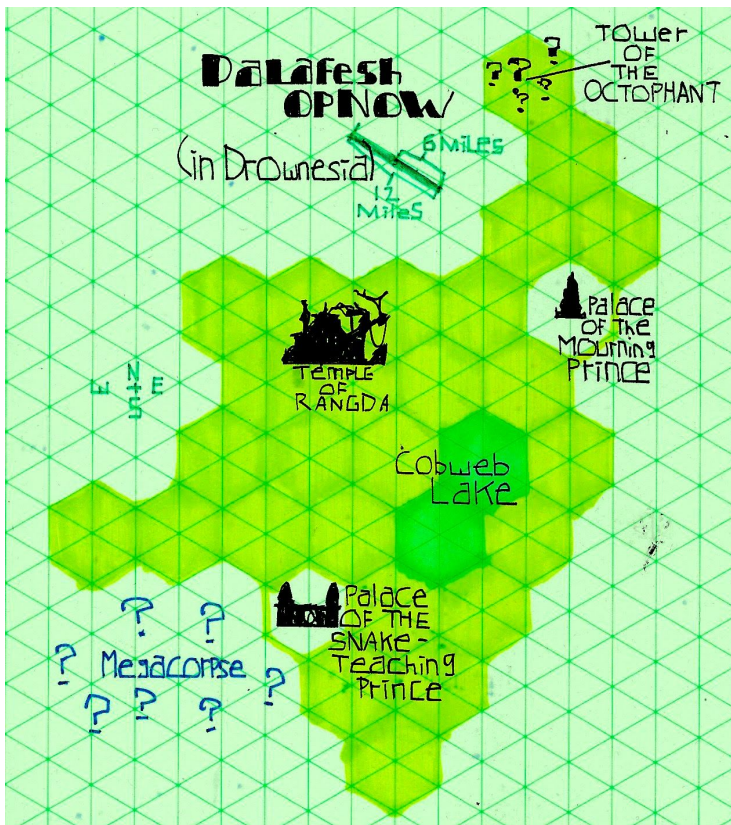 Dalafesh
OPNOW
(in Drownesia)
6 Miles
12
Miles
Tower
OF
THE
OCTOPHANT
? ? ? ? ?
Palace
OF The
Mourning
Prince
Temple
OF
RANGDA
N
E
S
Cobweb
Lake
Palace
OF THE
SNAKE-
Teaching
Prince
? ?
? Megacorpse ?
? ? ?